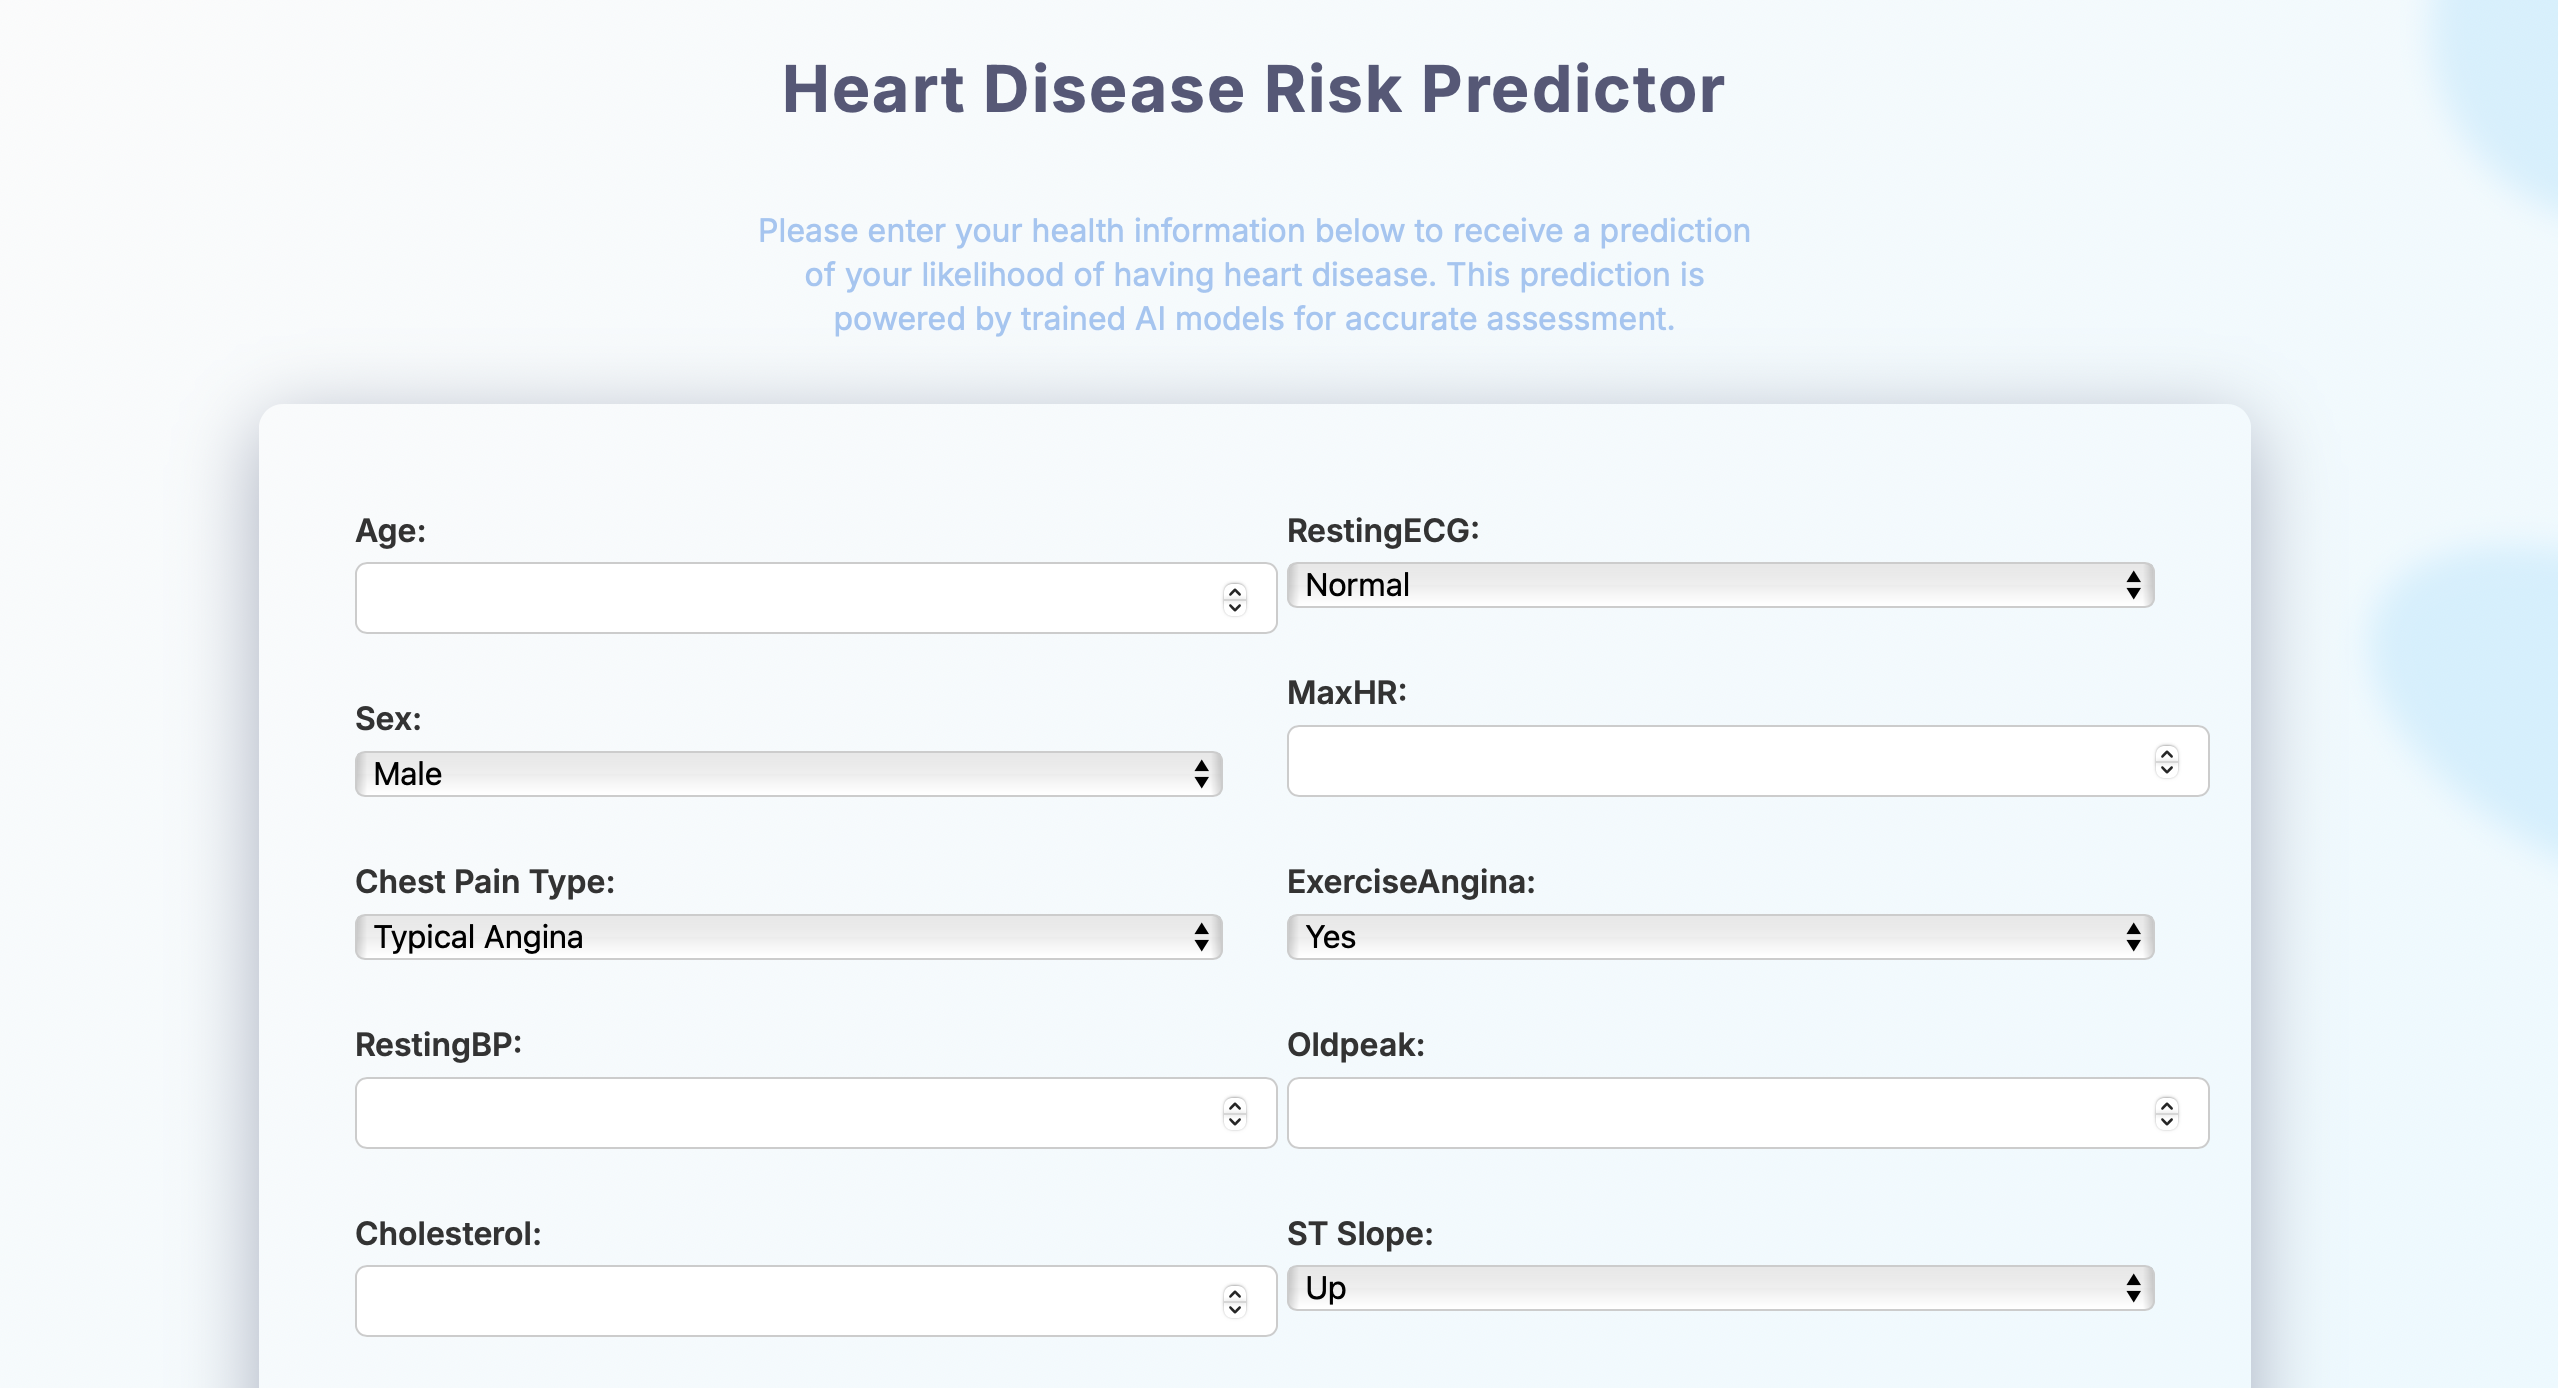 Heart Disease Risk Predictor
Please enter your health information below to receive a prediction
of your likelihood of having heart disease. This prediction is
powered by trained AI models for accurate assessment.
Age:
Sex:
Male
Chest Pain Type:
Typical Angina
RestingBP:
Cholesterol:
RestingECG:
Normal
MaxHR:
ExerciseAngina:
Yes
Oldpeak:
ST Slope:
Up